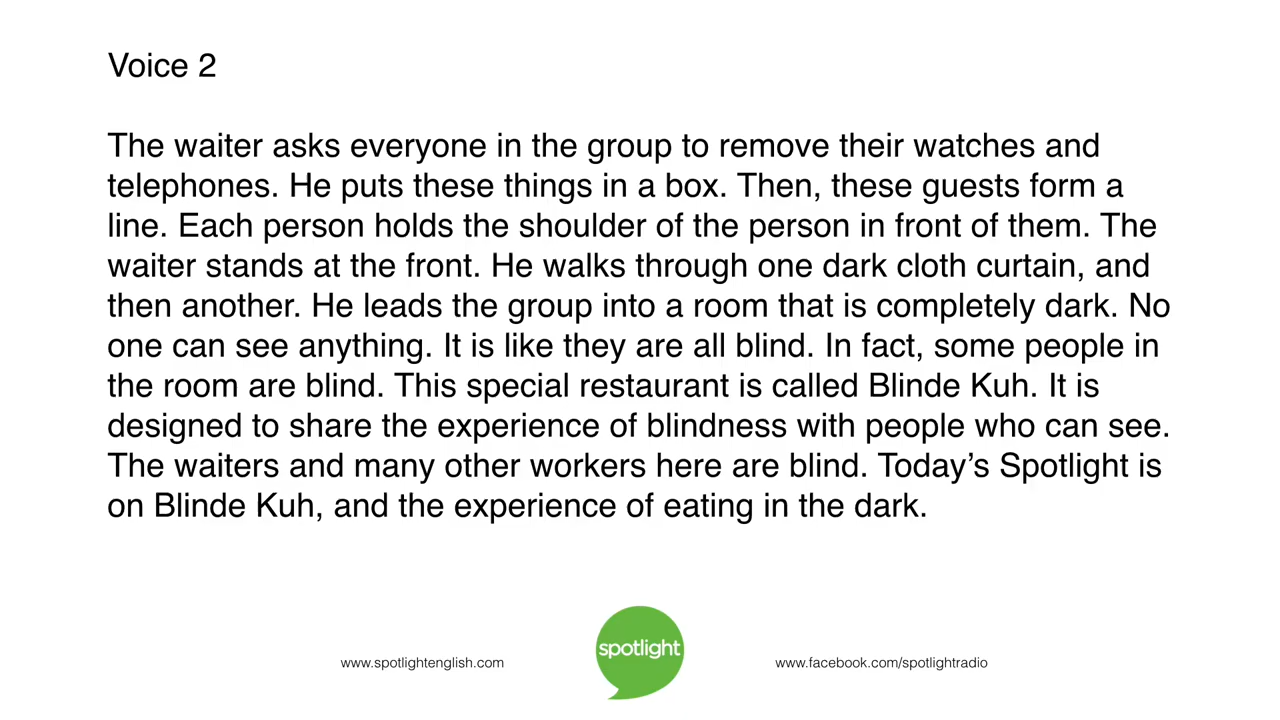 Voice 2
The waiter asks everyone in the group to remove their watches and
telephones. He puts these things in a box. Then, these guests form a
line. Each person holds the shoulder of the person in front of them. The
waiter stands at the front. He walks through one dark cloth curtain, and
then another. He leads the group into a room that is completely dark. No
one can see anything. It is like they are all blind. In fact, some people in
the room are blind. This special restaurant is called Blinde Kuh. It is
designed to share the experience of blindness with people who can see.
The waiters and many other workers here are blind. Today’s Spotlight is
on Blinde Kuh, and the experience of eating in the dark.
www.spotlightenglish.com
spotlight
www.facebook.com/spotlightradio